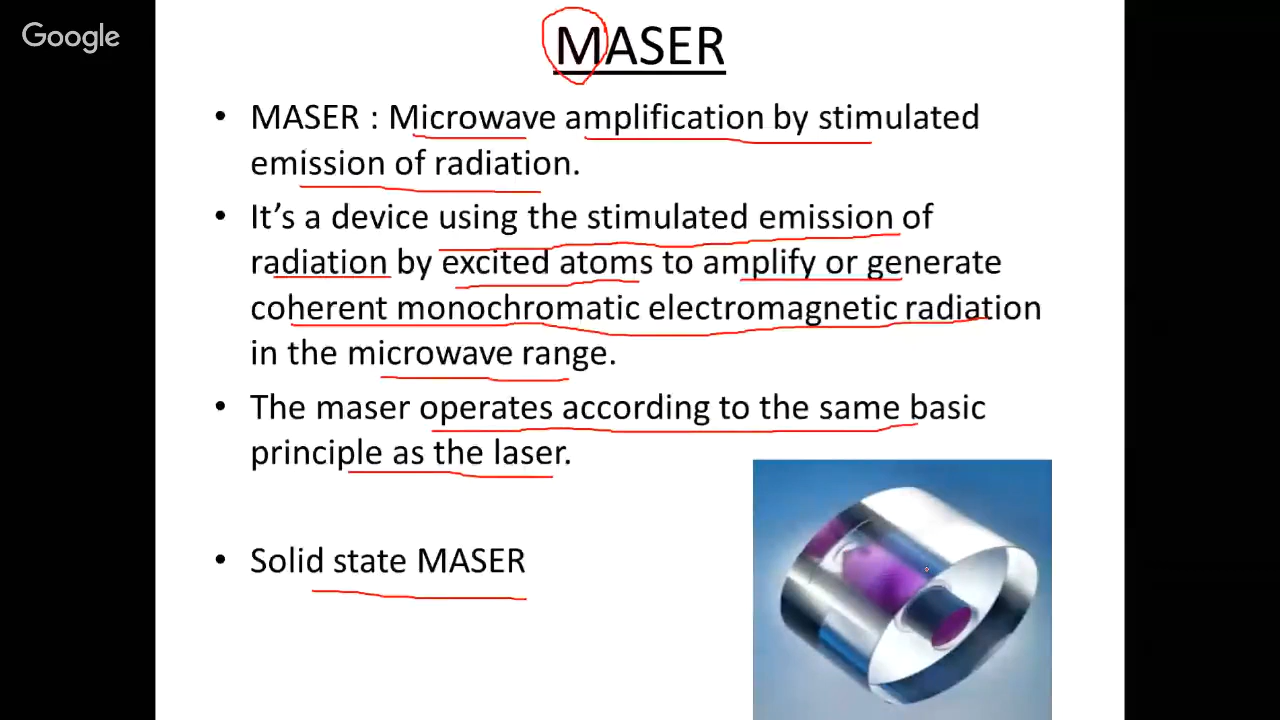 Google
MASER
• MASER : Microwave amplification by stimulated
emission of radiation.
• It’s a device using the stimulated emission of
radiation by excited atoms to amplify or generate
coherent monochromatic electromagnetic radiation
in the microwave range.
• The maser operates according to the same basic
principle as the laser.
• Solid state MASER